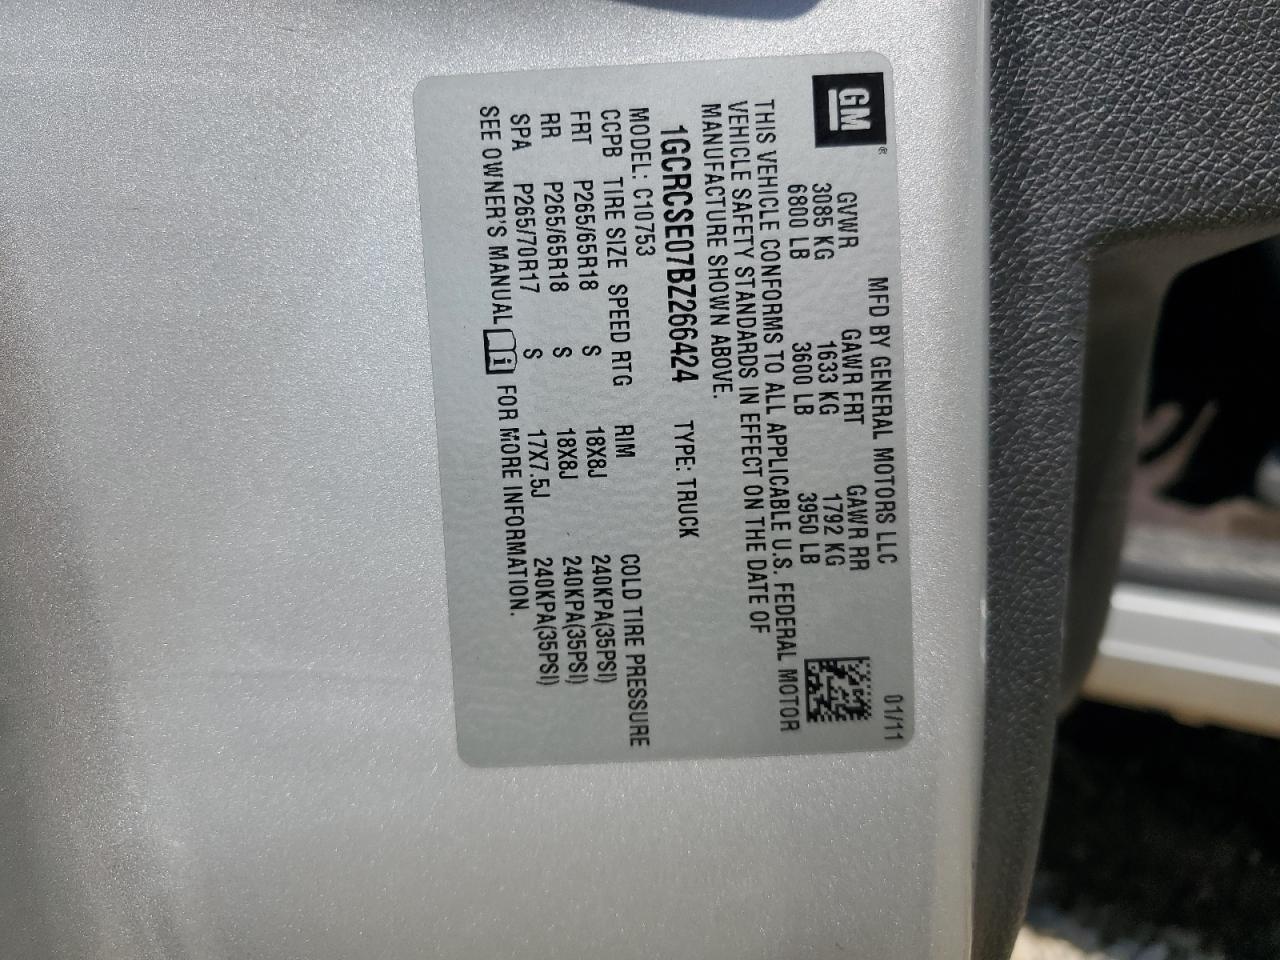 GM®
MFD BY GENERAL MOTORS LLC 01/11
GVWR GAWR FRT GAWR RR
3085 KG 1633 KG 1792 KG
6800 LB 3600 LB 3950 LB
THIS VEHICLE CONFORMS TO ALL APPLICABLE U.S. FEDERAL MOTOR
VEHICLE SAFETY STANDARDS IN EFFECT ON THE DATE OF
MANUFACTURE SHOWN ABOVE.
1GCRCSE07BZ266424 TYPE: TRUCK
MODEL: C10753
CCPB TIRE SIZE SPEED RTG RIM COLD TIRE PRESSURE
FRT P265/65R18 S 18X8J 240KPA(35PSI)
RR P265/65R18 S 18X8J 240KPA(35PSI)
SPA P265/70R17 S 17X7.5J 240KPA(35PSI)
SEE OWNER'S MANUAL i FOR MORE INFORMATION.